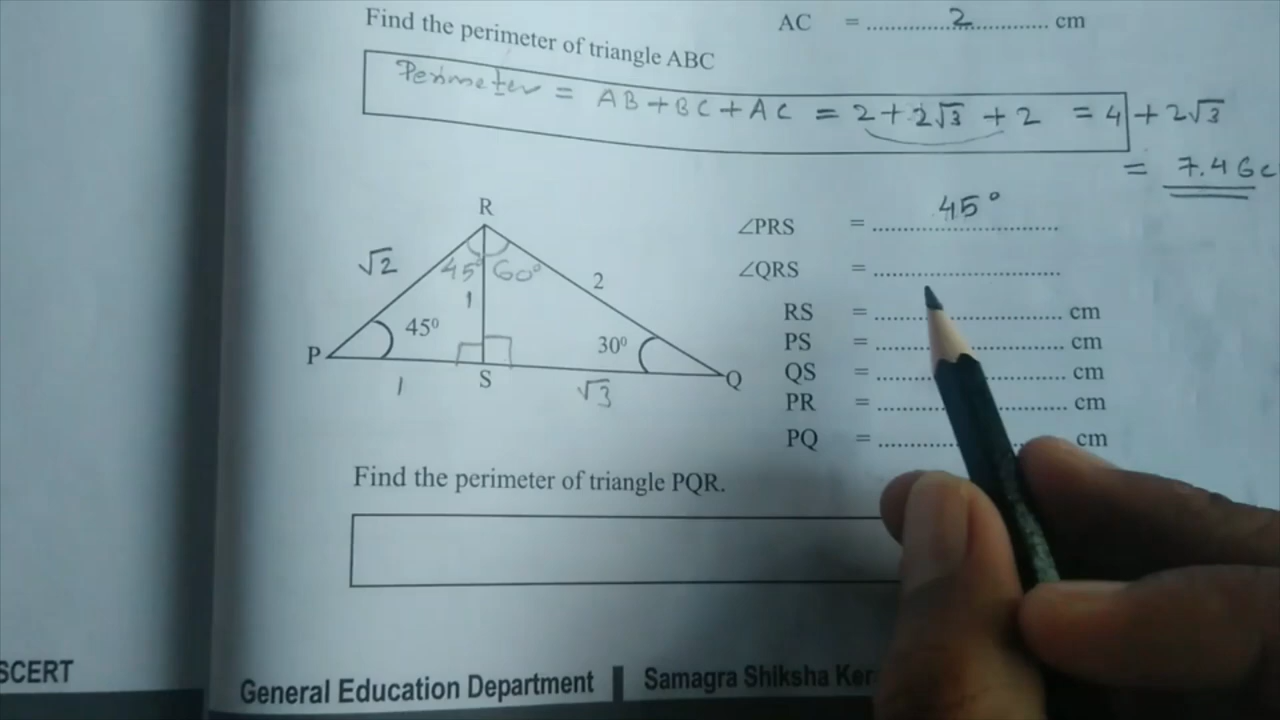 AC = ........2........ cm
Find the perimeter of triangle ABC
Perimeter = AB+BC+AC = 2+2√3 +2 = 4 + 2√3
= 7.46c
R
∠PRS = ........45°........
√2
45° 60°
2
∠QRS = ................
1
RS = ................ cm
45⁰
30⁰
PS = ................ cm
P
S
Q
QS = ................ cm
1
√3
PR = ................ cm
PQ = ................ cm
Find the perimeter of triangle PQR.
SCERT
General Education Department
Samagra Shiksha Ker